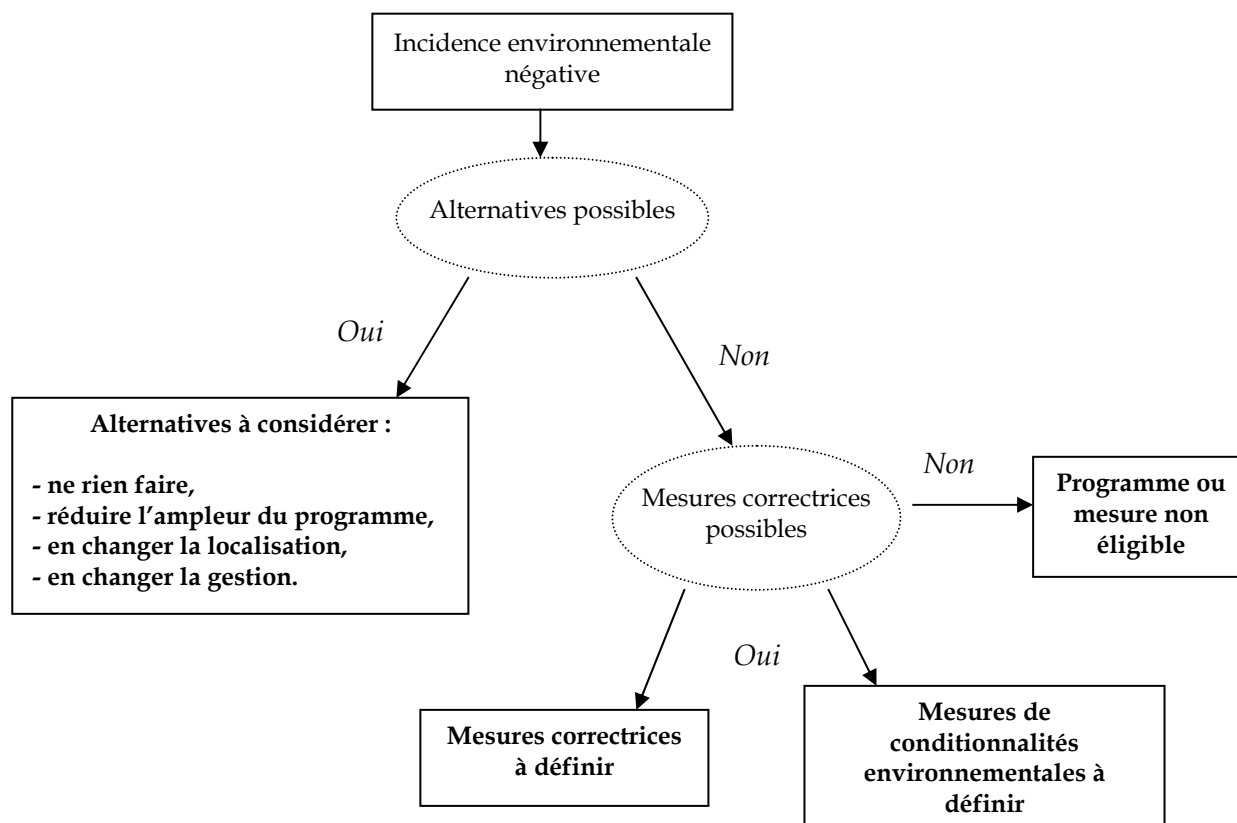 Incidence environnementale
négative
Alternatives possibles
Oui
Non
Alternatives à considérer :
- ne rien faire,
- réduire l’ampleur du programme,
- en changer la localisation,
- en changer la gestion.
Mesures correctrices
possibles
Non
Programme ou
mesure non
éligible
Oui
Mesures correctrices
à définir
Mesures de
conditionnalités
environnementales à
définir